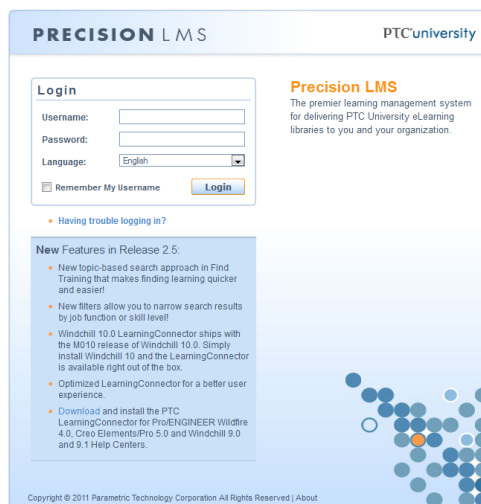 PRECISION LMS
PTC university
Login
Username:
Password:
Language:
English
Remember My Username
Login
Having trouble logging in?
Precision LMS
The premier learning management system
for delivering PTC University eLearning
libraries to you and your organization.
New Features in Release 2.5:
New topic-based search approach in Find
Training that makes finding learning quicker
and easier!
New filters allow you to narrow search results
by job function or skill level!
Windchill 10.0 LearningConnector ships with
the M010 release of Windchill 10.0. Simply
install Windchill 10 and the LearningConnector
is available right out of the box.
Optimized LearningConnector for a better user
experience.
Download and install the PTC
LearningConnector for Pro/ENGINEER Wildfire
4.0, Creo Elements/Pro 5.0 and Windchill 9.0
and 9.1 Help Centers.
Copyright © 2011 Parametric Technology Corporation All Rights Reserved | About